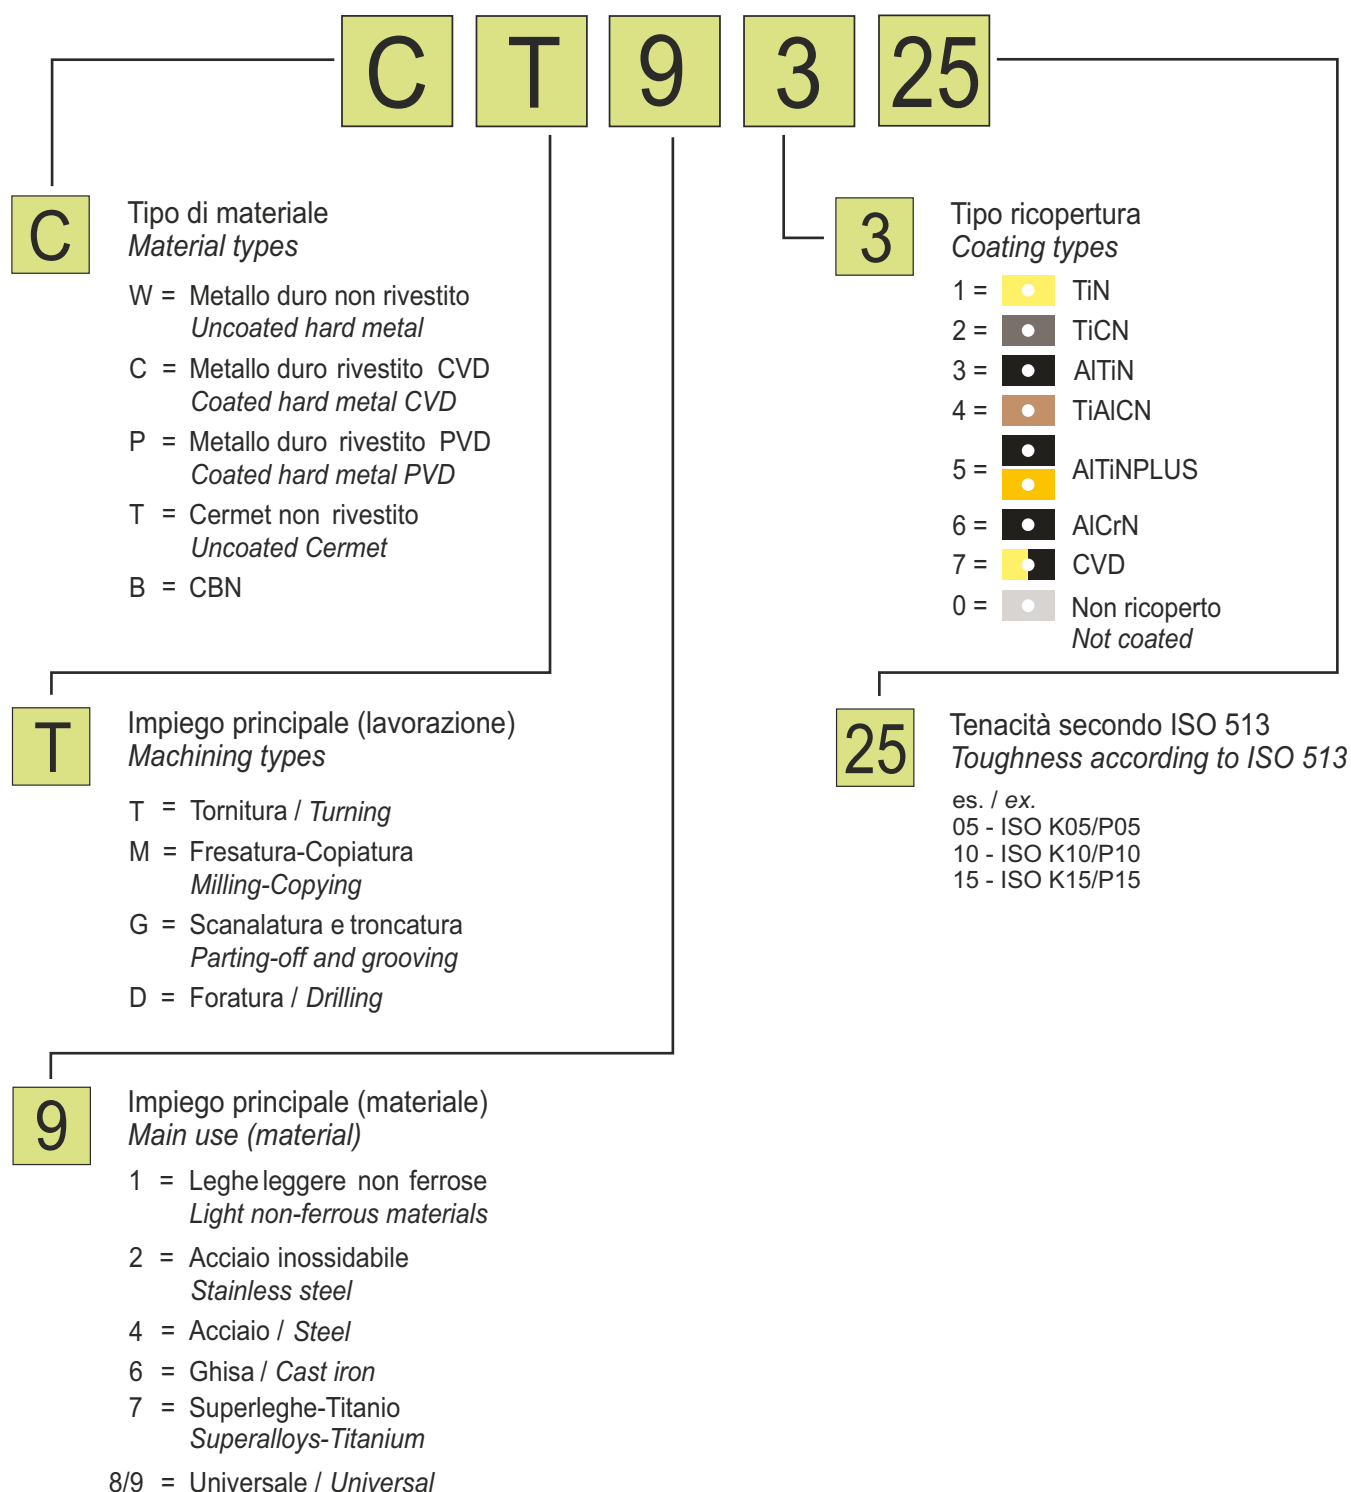 C T 9 3 25
C
Tipo di materiale
Material types
W = Metallo duro non rivestito
Uncoated hard metal
C = Metallo duro rivestito CVD
Coated hard metal CVD
P = Metallo duro rivestito PVD
Coated hard metal PVD
T = Cermet non rivestito
Uncoated Cermet
B = CBN
3
Tipo ricopertura
Coating types
1 = TiN
2 = TiCN
3 = AlTiN
4 = TiAlCN
5 = AlTiNPLUS
6 = AlCrN
7 = CVD
0 = Non ricoperto
Not coated
T
Impiego principale (lavorazione)
Machining types
T = Tornitura / Turning
M = Fresatura-Copiatura
Milling-Copying
G = Scanalatura e troncatura
Parting-off and grooving
D = Foratura / Drilling
25
Tenacità secondo ISO 513
Toughness according to ISO 513
es. / ex.
05 - ISO K05/P05
10 - ISO K10/P10
15 - ISO K15/P15
9
Impiego principale (materiale)
Main use (material)
1 = Leghe leggere non ferrose
Light non-ferrous materials
2 = Acciaio inossidabile
Stainless steel
4 = Acciaio / Steel
6 = Ghisa / Cast iron
7 = Superleghe-Titanio
Superalloys-Titanium
8/9 = Universale / Universal